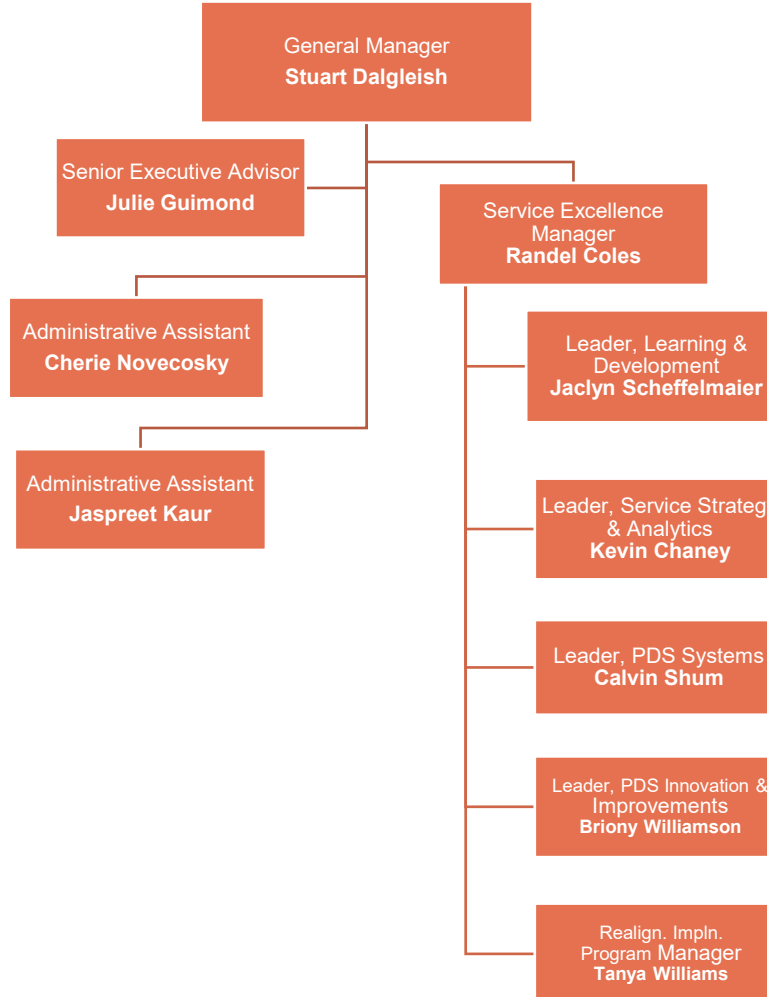 General Manager
Stuart Dalgleish
Senior Executive Advisor
Julie Guimond
Service Excellence
Manager
Randel Coles
Administrative Assistant
Cherie Novecosky
Administrative Assistant
Jaspreet Kaur
Leader, Learning &
Development
Jaclyn Scheffelmaier
Leader, Service Strateg
& Analytics
Kevin Chaney
Leader, PDS Systems
Calvin Shum
Leader, PDS Innovation &
Improvements
Briony Williamson
Realign. Impln.
Program Manager
Tanya Williams